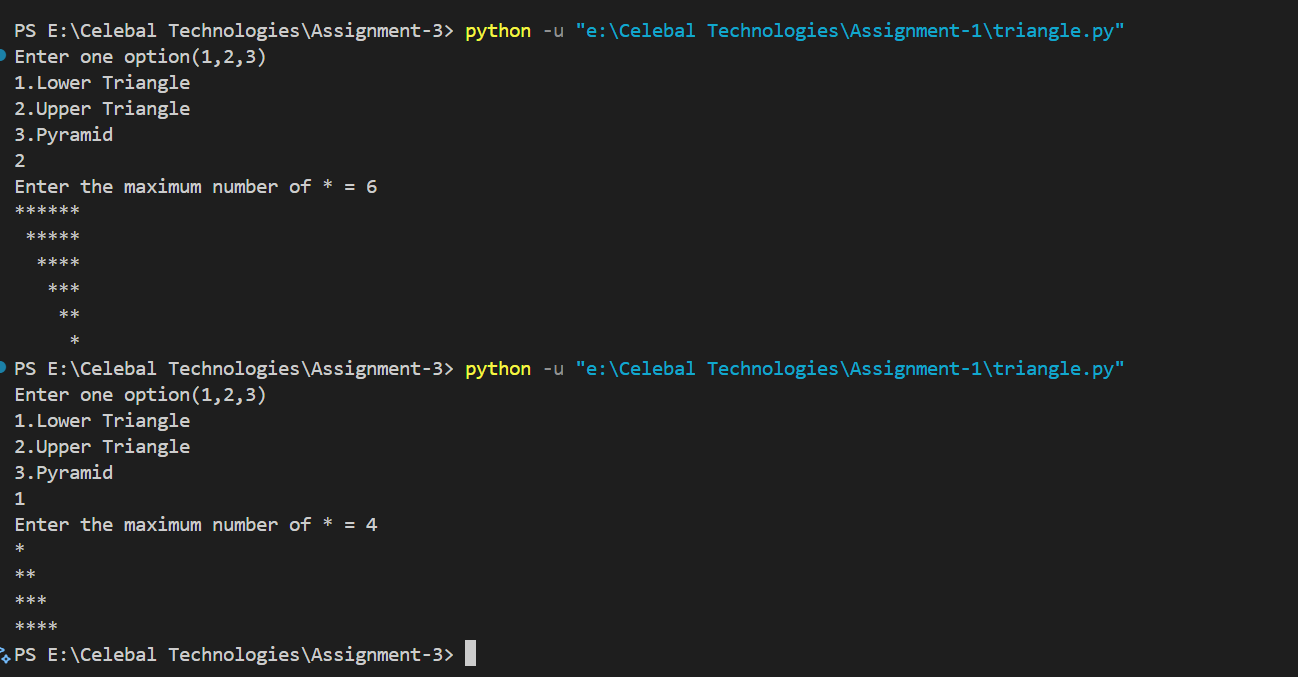 PS E:\Celebal Technologies\Assignment-3> python -u "e:\Celebal Technologies\Assignment-1\triangle.py"
Enter one option(1,2,3)
1.Lower Triangle
2.Upper Triangle
3.Pyramid
2
Enter the maximum number of * = 6
******
 *****
  ****
   ***
    **
     *
PS E:\Celebal Technologies\Assignment-3> python -u "e:\Celebal Technologies\Assignment-1\triangle.py"
Enter one option(1,2,3)
1.Lower Triangle
2.Upper Triangle
3.Pyramid
1
Enter the maximum number of * = 4
*
**
***
****
PS E:\Celebal Technologies\Assignment-3>